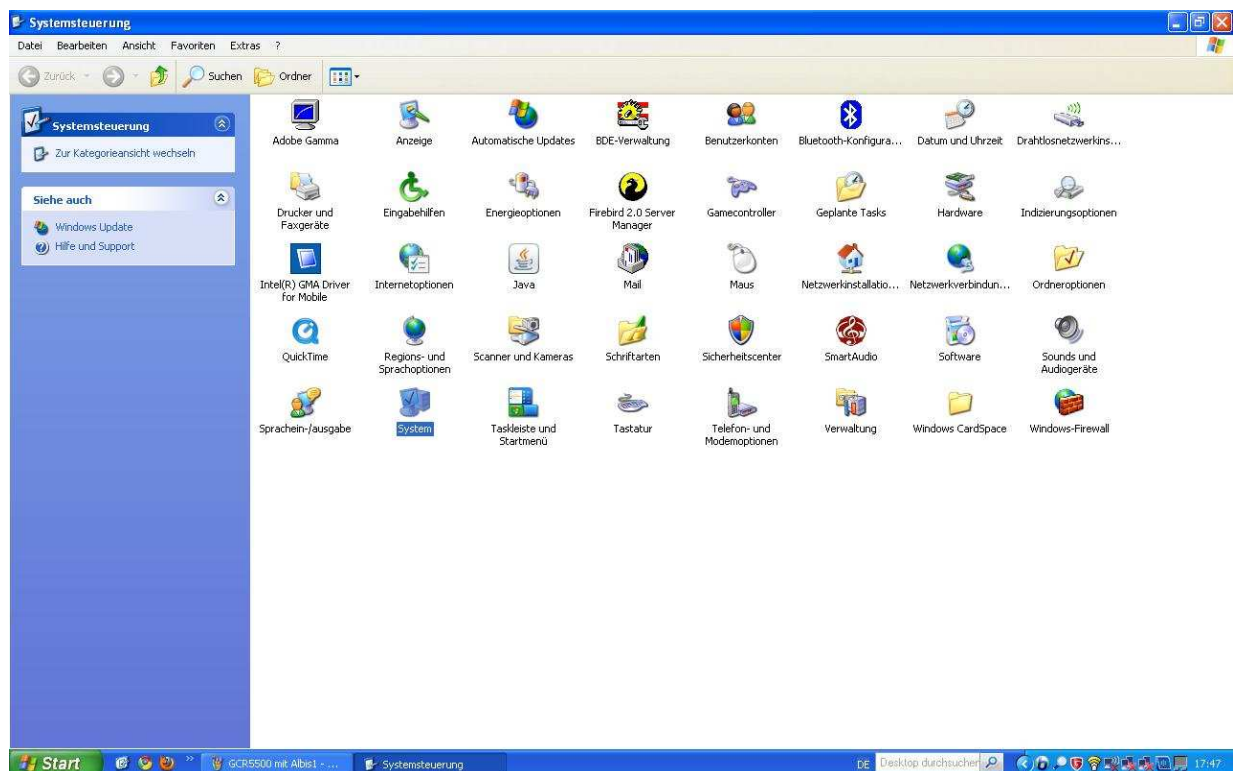 Systemsteuerung
Datei Bearbeiten Ansicht Favoriten Extras ?
Zurück Suchen Ordner
Systemsteuerung
Zur Kategorieansicht wechseln
Siehe auch
Windows Update
Hilfe und Support
Adobe Gamma
Anzeige
Automatische Updates
BDE-Verwaltung
Benutzerkonten
Bluetooth-Konfigura...
Datum und Uhrzeit
Drahtlosnetzwerkins...
Drucker und
Faxgeräte
Eingabehilfen
Energieoptionen
Firebird 2.0 Server
Manager
Gamecontroller
Geplante Tasks
Hardware
Indizierungsoptionen
Intel(R) GMA Driver
for Mobile
Internetoptionen
Java
Mail
Maus
Netzwerkinstallatio...
Netzwerkverbindun...
Ordneroptionen
QuickTime
Regions- und
Sprachoptionen
Scanner und Kameras
Schriftarten
Sicherheitscenter
SmartAudio
Software
Sounds und
Audiogeräte
Sprachein-/ausgabe
System
Taskleiste und
Startmenü
Tastatur
Telefon- und
Modemoptionen
Verwaltung
Windows CardSpace
Windows-Firewall
Start
GCR5500 mit Albis1 - ...
Systemsteuerung
DE
Desktop durchsuchen
17:47